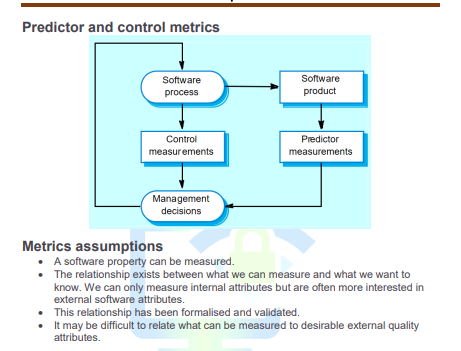 Predictor and control metrics
Software
process
Software
product
Control
measurements
Predictor
measurements
Management
decisions
Metrics assumptions
• A software property can be measured.
• The relationship exists between what we can measure and what we want to
know. We can only measure internal attributes but are often more interested in
external software attributes.
• This relationship has been formalised and validated.
• It may be difficult to relate what can be measured to desirable external quality
attributes.